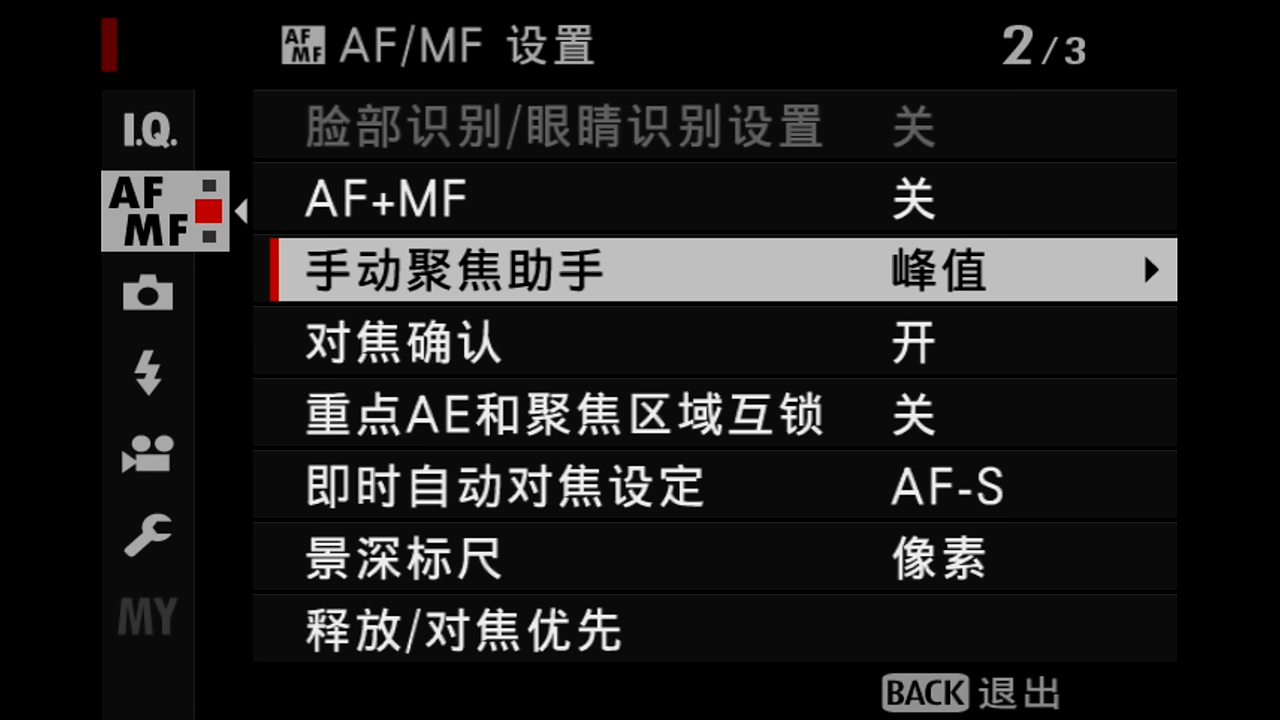 AF MF AF/MF 设置 2/3
I.Q.
AF
MF
MY
脸部识别/眼睛识别设置 关
AF+MF 关
手动聚焦助手 峰值
对焦确认 开
重点AE和聚焦区域互锁 关
即时自动对焦设定 AF-S
景深标尺 像素
释放/对焦优先
BACK 退出